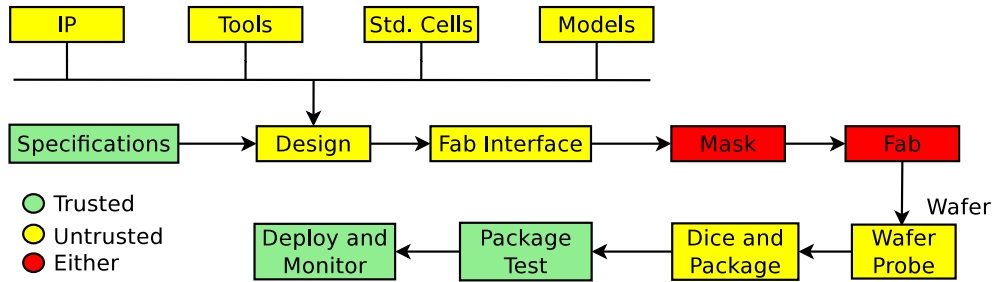 IP
Tools
Std. Cells
Models
Specifications
Design
Fab Interface
Mask
Fab
Wafer
Trusted
Untrusted
Either
Deploy and
Monitor
Package
Test
Dice and
Package
Wafer
Probe